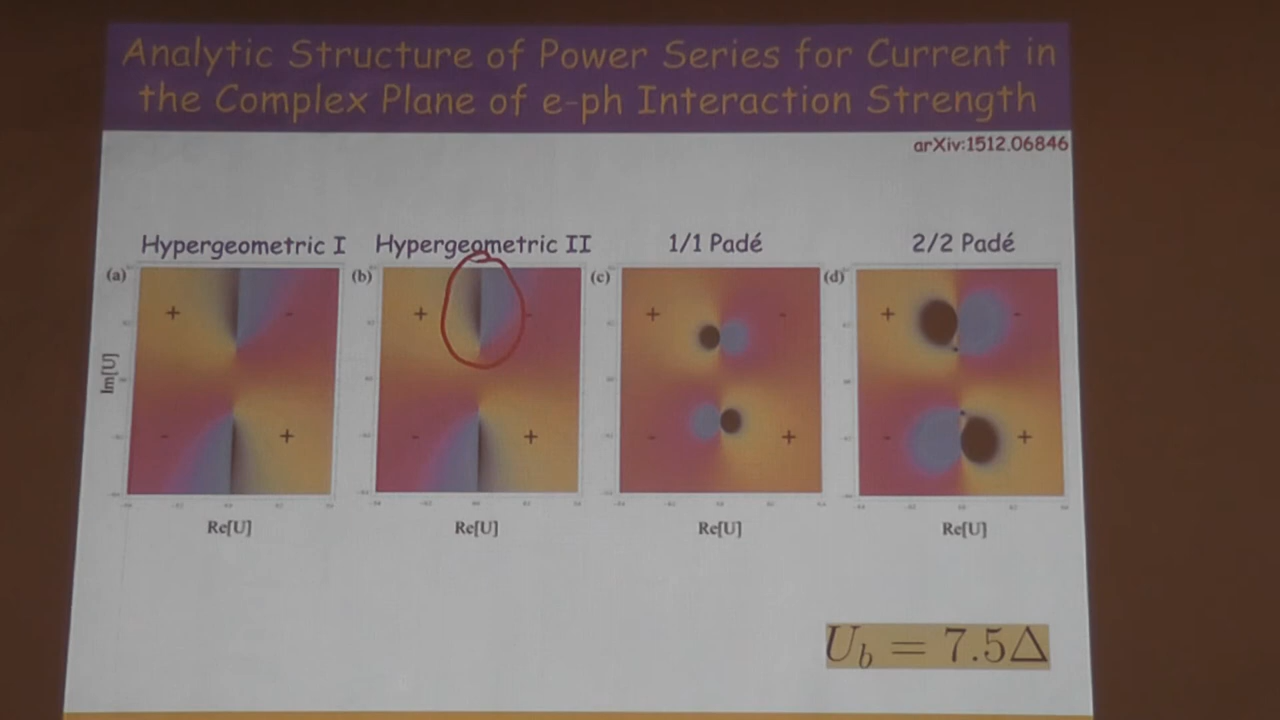 Analytic Structure of Power Series for Current in
the Complex Plane of e-ph Interaction Strength
arXiv:1512.06846
Hypergeometric I Hypergeometric II 1/1 Padé 2/2 Padé
(a) (b) (c) (d)
+ - + - + - + -
Im[U]
- + - + - + - +
Re[U] Re[U] Re[U] Re[U]
U_b = 7.5Δ